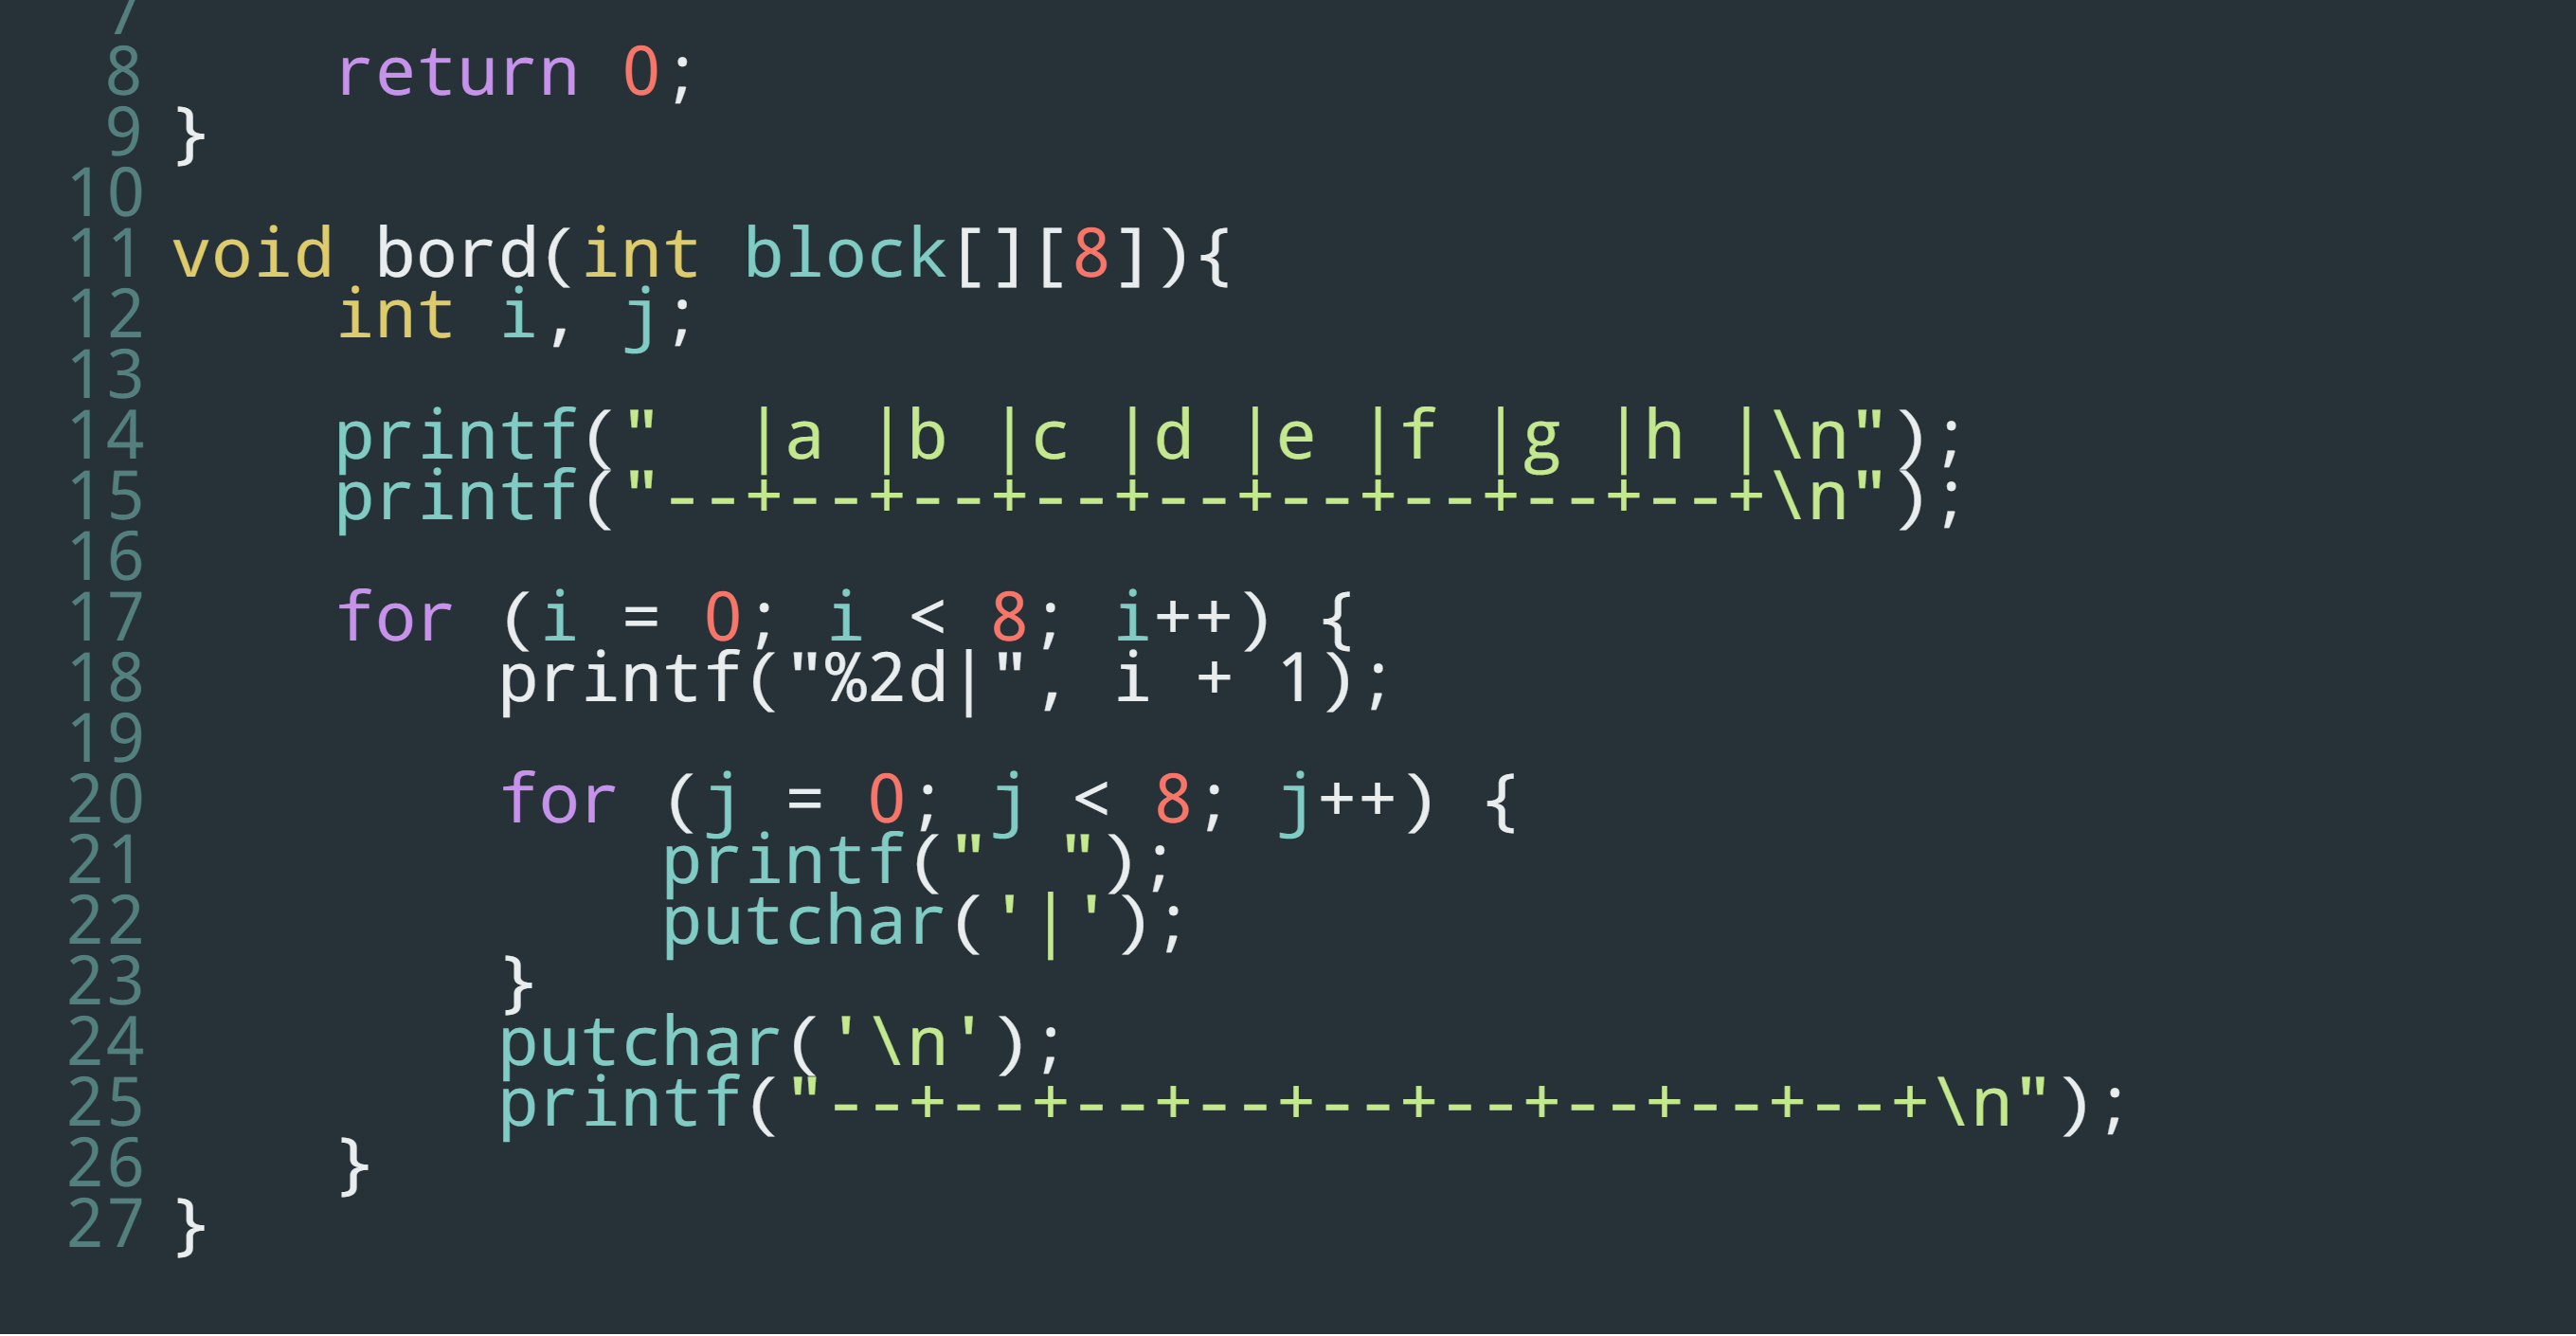 7
8     return 0;
9 }
10
11 void bord(int block[][8]){
12     int i, j;
13
14     printf("  |a |b |c |d |e |f |g |h |\n");
15     printf("--+--+--+--+--+--+--+--+--+\n");
16
17     for (i = 0; i < 8; i++) {
18         printf("%2d|", i + 1);
19
20         for (j = 0; j < 8; j++) {
21             printf("  ");
22             putchar('|');
23         }
24         putchar('\n');
25         printf("--+--+--+--+--+--+--+--+--+\n");
26     }
27 }